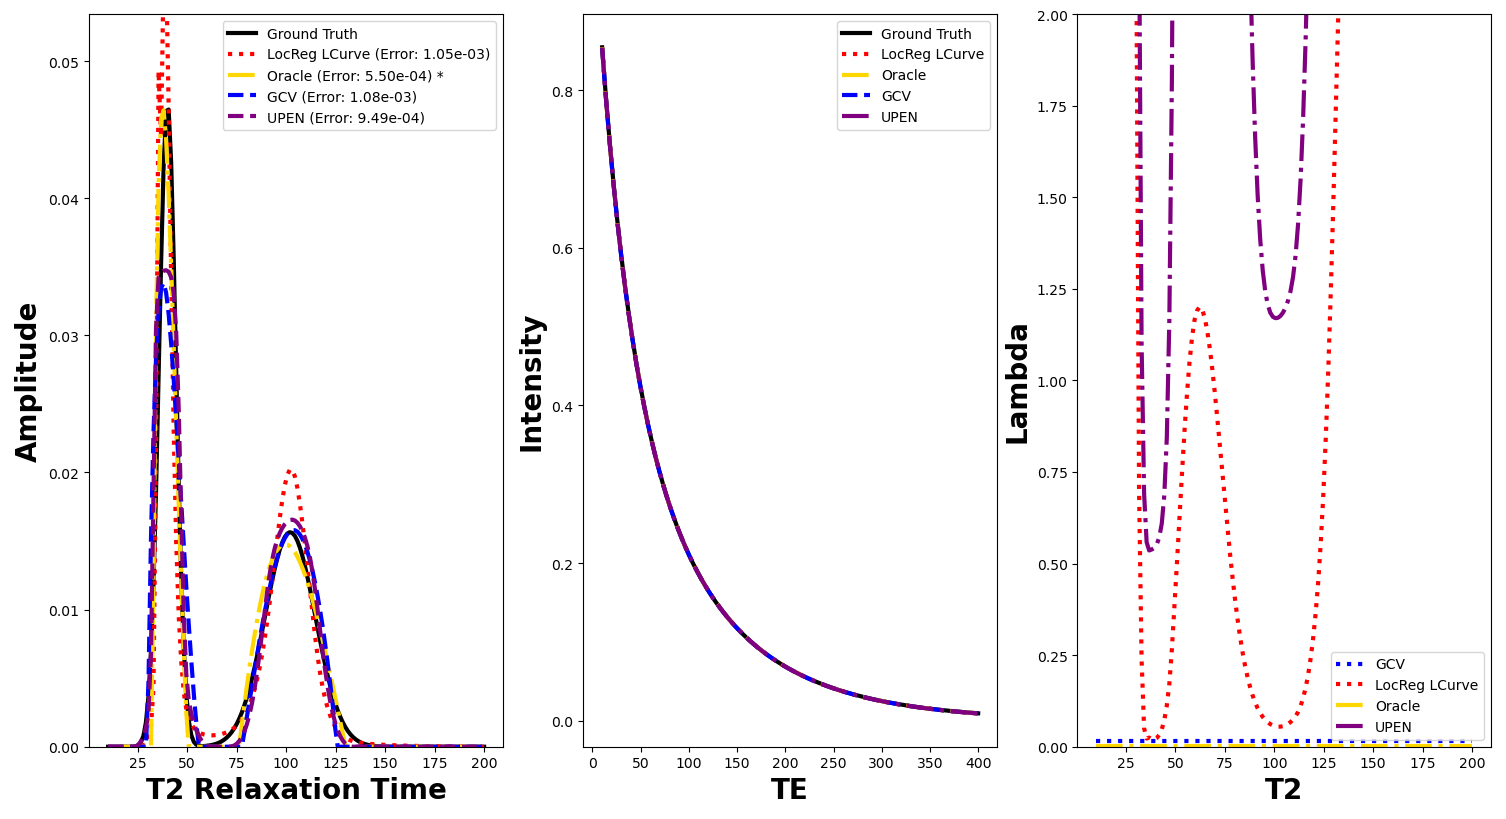 Amplitude
0.05
0.04
0.03
0.02
0.01
0.00
Ground Truth
LocReg LCurve (Error: 1.05e-03)
Oracle (Error: 5.50e-04) *
GCV (Error: 1.08e-03)
UPEN (Error: 9.49e-04)
25 50 75 100 125 150 175 200
T2 Relaxation Time
Intensity
0.8
0.6
0.4
0.2
0.0
Ground Truth
LocReg LCurve
Oracle
GCV
UPEN
0 50 100 150 200 250 300 350 400
TE
Lambda
2.00
1.75
1.50
1.25
1.00
0.75
0.50
0.25
0.00
GCV
LocReg LCurve
Oracle
UPEN
25 50 75 100 125 150 175 200
T2